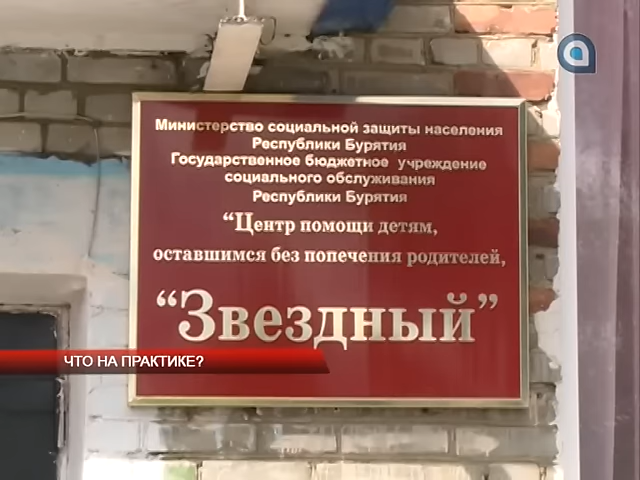 Министерство социальной защиты населения
Республики Бурятия
Государственное бюджетное учреждение
социального обслуживания
Республики Бурятия
“Центр помощи детям,
оставшимся без попечения родителей,
“Звездный”
ЧТО НА ПРАКТИКЕ?